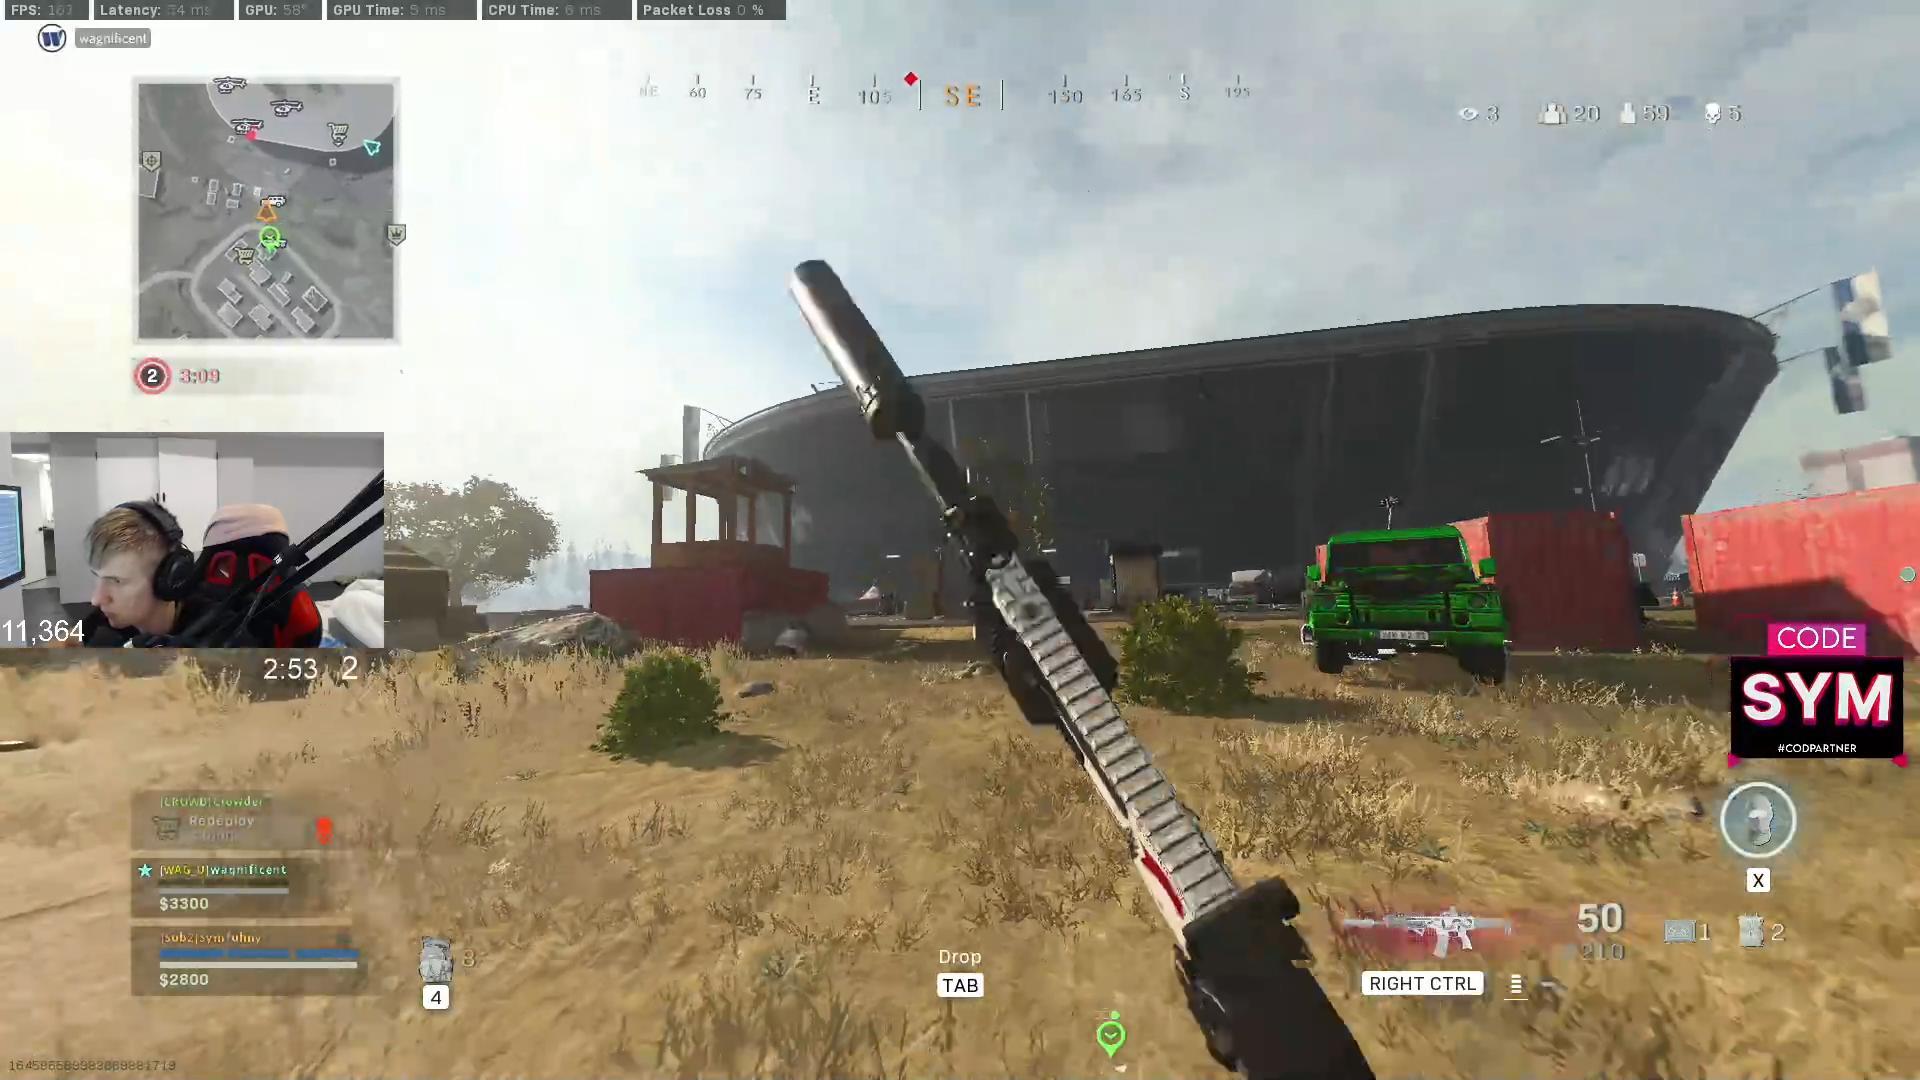 FPS: 163 Latency: 54 ms GPU: 58° GPU Time: 5 ms CPU Time: 6 ms Packet Loss 0 %
wagnificent
NE 60 75 E 105 SE 150 165 S 195
3 20 59 5
2 3:09
11,364
2:53 2
CODE
SYM
#CODPARTNER
[CROWD]Crowder
Redeploy
[WAG_U]wagnificent
$3300
[Sub2]symfuhny
$2800
8
4
Drop
TAB
X
50
210
1 2
RIGHT CTRL